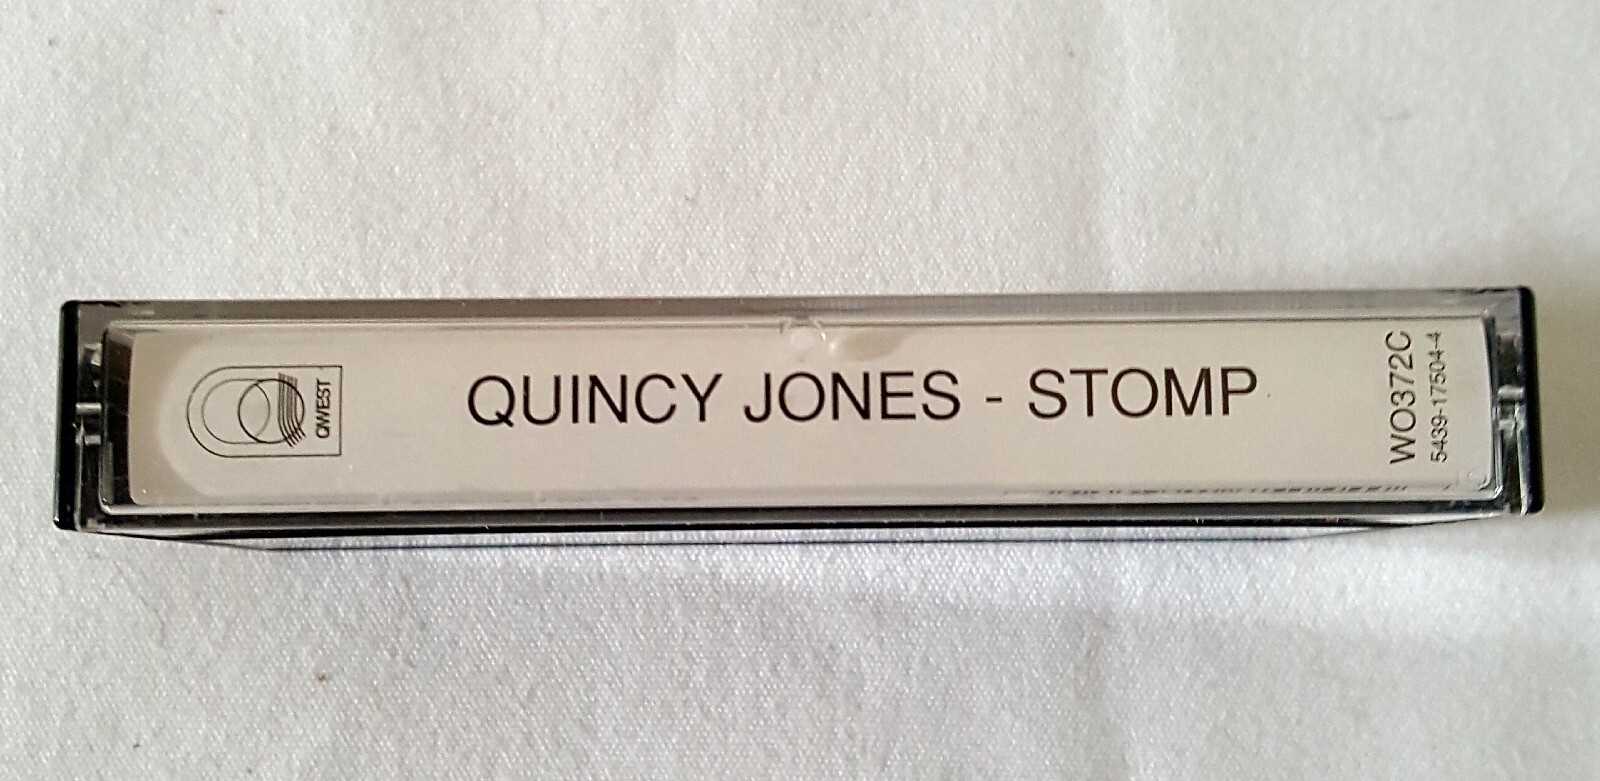 QWEST
QUINCY JONES - STOMP
WO372C
5439-17504-4